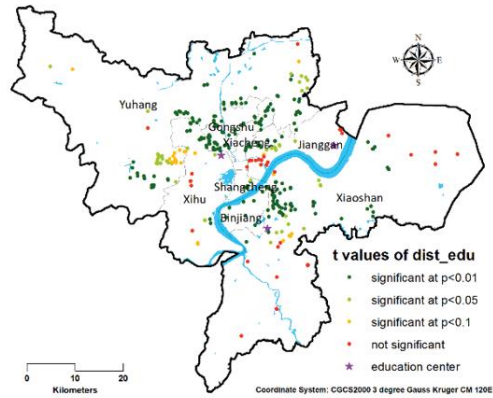 N
W E
S
Yuhang
Gongshu
Xiacheng
Jianggan
Shangcheng
Xihu
Xiaoshan
Binjiang
t values of dist_edu
significant at p<0.01
significant at p<0.05
significant at p<0.1
not significant
education center
0 10 20
Kilometers
Coordinate System: CGCS2000 3 degree Gauss Kruger CM 120E